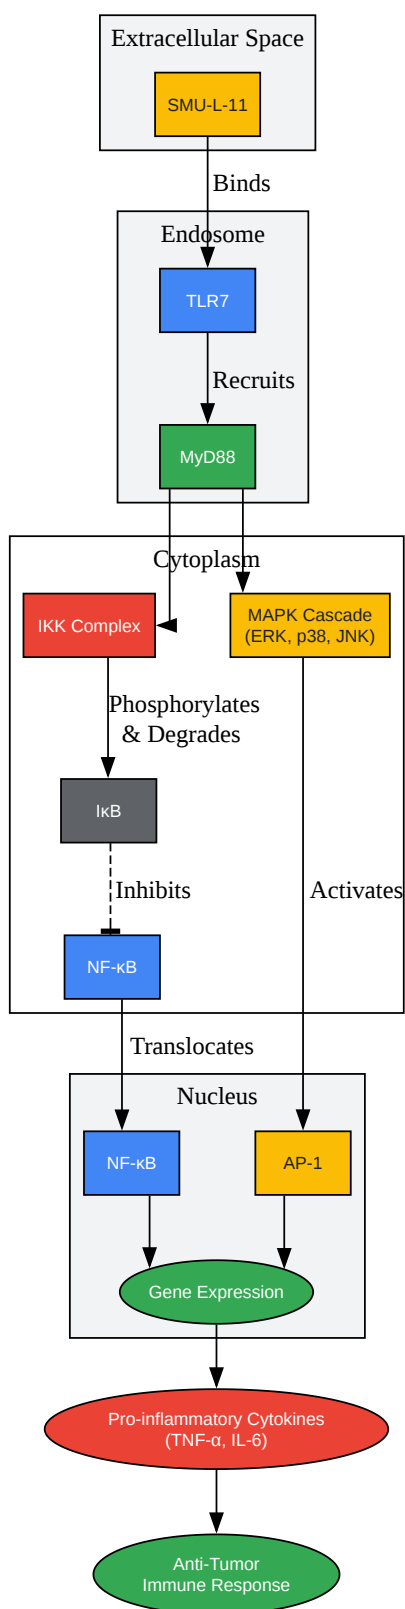 Extracellular Space
SMU-L-11
Binds
Endosome
TLR7
Recruits
MyD88
Cytoplasm
IKK Complex
MAPK Cascade
(ERK, p38, JNK)
Phosphorylates
& Degrades
IκB
Inhibits
Activates
NF-κB
Translocates
Nucleus
NF-κB
AP-1
Gene Expression
Pro-inflammatory Cytokines
(TNF-α, IL-6)
Anti-Tumor
Immune Response